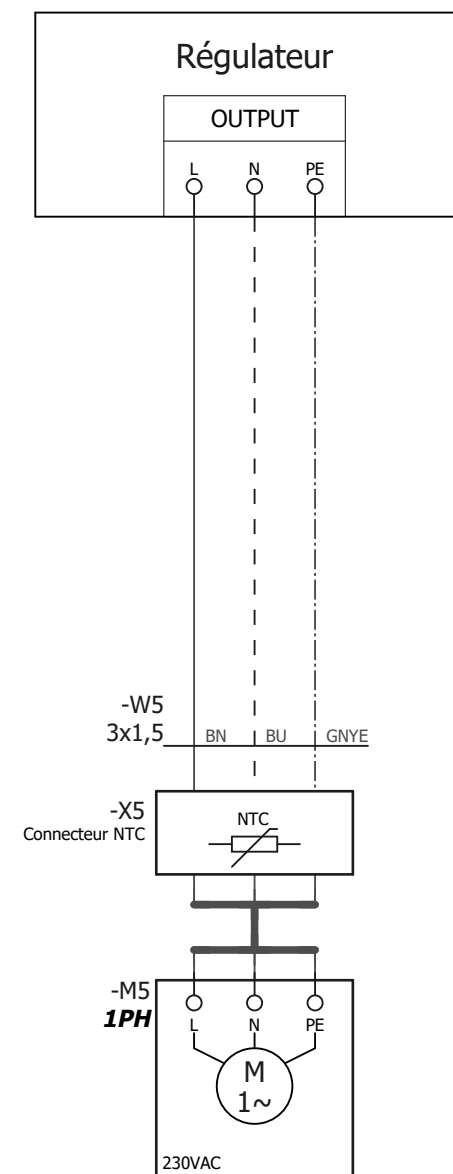 Régulateur
OUTPUT
L N PE
-W5
3x1,5 BN BU GNYE
-X5
Connecteur NTC
NTC
-M5
1PH
L N PE
M
1~
230VAC